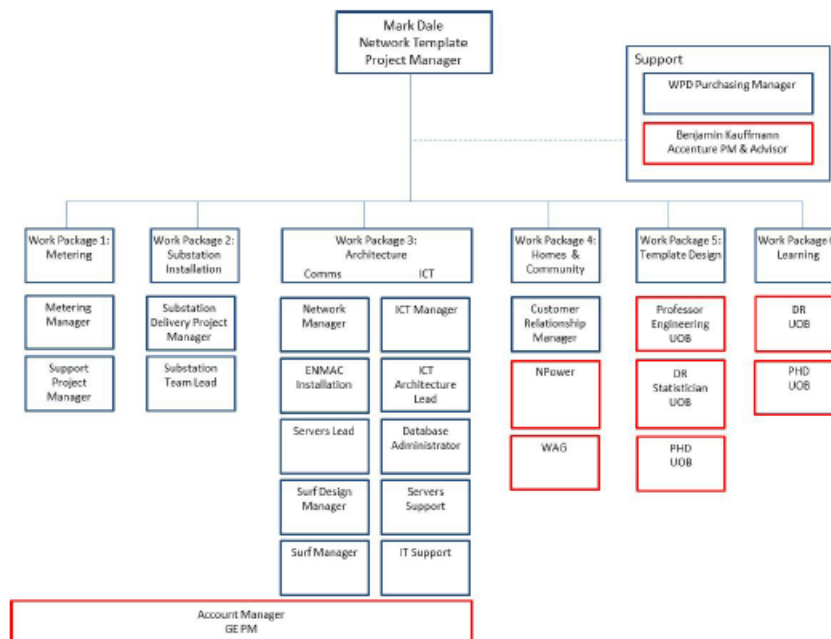 Mark Dale
Network Template
Project Manager
Support
WPD Purchasing Manager
Benjamin Kauffmann
Accenture PM & Advisor
Work Package 1:
Metering
Work Package 2:
Substation
Installation
Work Package 3:
Architecture
Comms
ICT
Work Package 4:
Homes &
Community
Work Package 5:
Template Design
Work Package
Learning
Metering
Manager
Support
Project
Manager
Substation
Delivery Project
Manager
Substation
Team Lead
Network
Manager
ENMAC
Installation
Servers Lead
Surf Design
Manager
Surf Manager
ICT Manager
ICT
Architecture
Lead
Database
Administrator
Servers
Support
IT Support
Customer
Relationship
Manager
NPower
WAG
Professor
Engineering
UOB
DR
Statistician
UOB
PHD
UOB
DR
UOB
PHD
UOB
Account Manager
GE PM